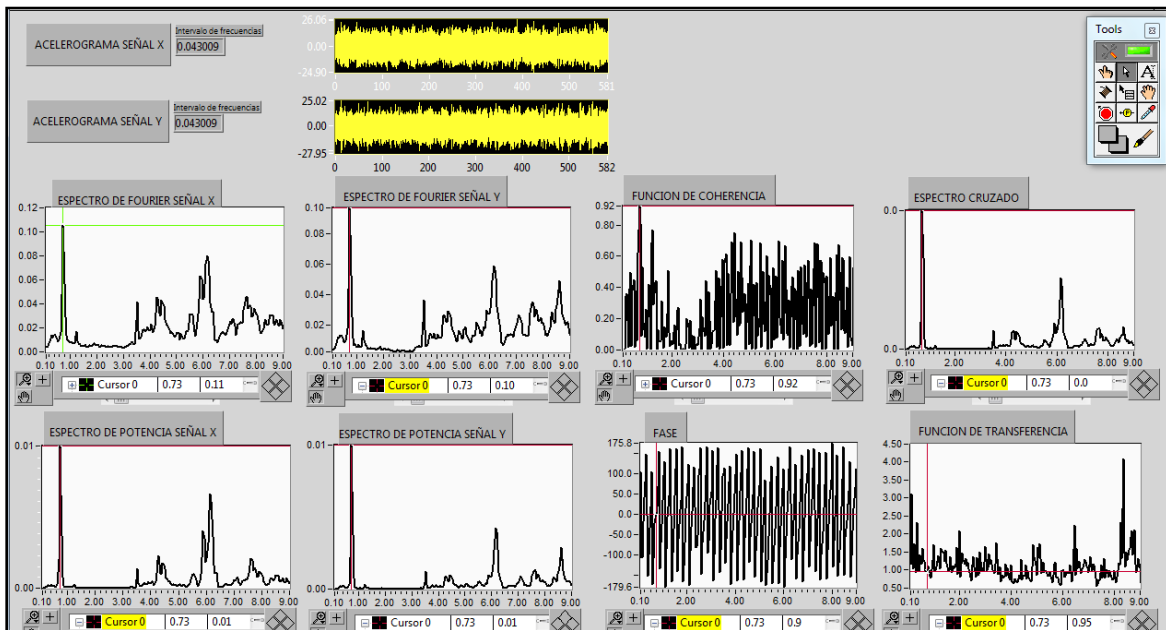 ACELEROGRAMA SEÑAL X
Intervalo de frecuencias
0.043009
26.06
0.00
-24.90
0 100 200 300 400 500 581
Tools
ACELEROGRAMA SEÑAL Y
Intervalo de frecuencias
0.043009
25.02
0.00
-27.95
0 100 200 300 400 500 582
ESPECTRO DE FOURIER SEÑAL X
0.12
0.10
0.08
0.06
0.04
0.02
0.00
0.10 1.00 2.00 3.00 4.00 5.00 6.00 7.00 8.00 9.00
Cursor 0 0.73 0.11
ESPECTRO DE FOURIER SEÑAL Y
0.10
0.08
0.06
0.04
0.02
0.00
0.10 1.00 2.00 3.00 4.00 5.00 6.00 7.00 8.00 9.00
Cursor 0 0.73 0.10
FUNCION DE COHERENCIA
0.92
0.80
0.60
0.40
0.20
0.00
0.10 2.00 4.00 6.00 8.00 9.00
Cursor 0 0.73 0.92
ESPECTRO CRUZADO
0.0
0.0
0.10 2.00 4.00 6.00 8.00 9.00
Cursor 0 0.73 0.0
ESPECTRO DE POTENCIA SEÑAL X
0.01
0.00
0.10 1.00 2.00 3.00 4.00 5.00 6.00 7.00 8.00 9.00
Cursor 0 0.73 0.01
ESPECTRO DE POTENCIA SEÑAL Y
0.01
0.00
0.10 1.00 2.00 3.00 4.00 5.00 6.00 7.00 8.00 9.00
Cursor 0 0.73 0.01
FASE
175.8
100.0
50.0
0.0
-50.0
-100.0
-179.6
0.10 2.00 4.00 6.00 8.00 9.00
Cursor 0 0.73 0.9
FUNCION DE TRANSFERENCIA
4.50
4.00
3.50
3.00
2.50
2.00
1.50
1.00
0.50
0.10 2.00 4.00 6.00 8.00 9.00
Cursor 0 0.73 0.95